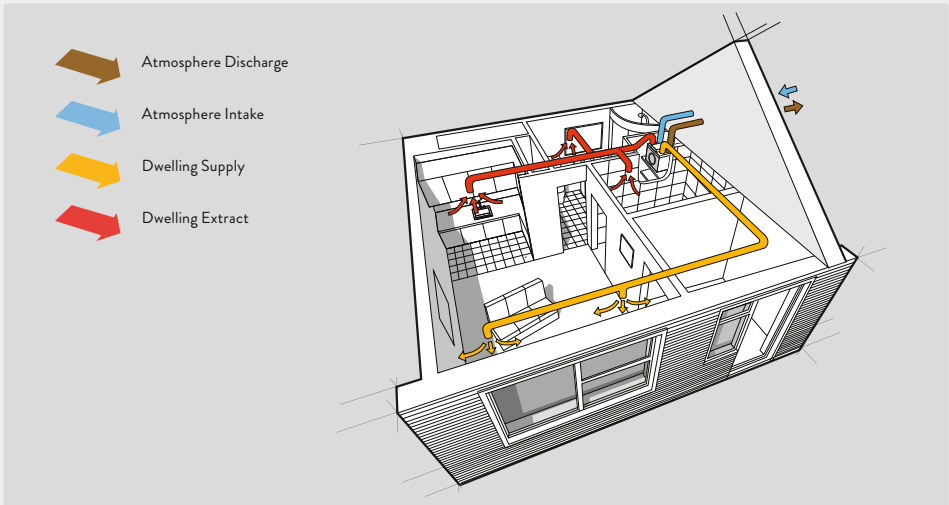 Atmosphere Discharge
Atmosphere Intake
Dwelling Supply
Dwelling Extract